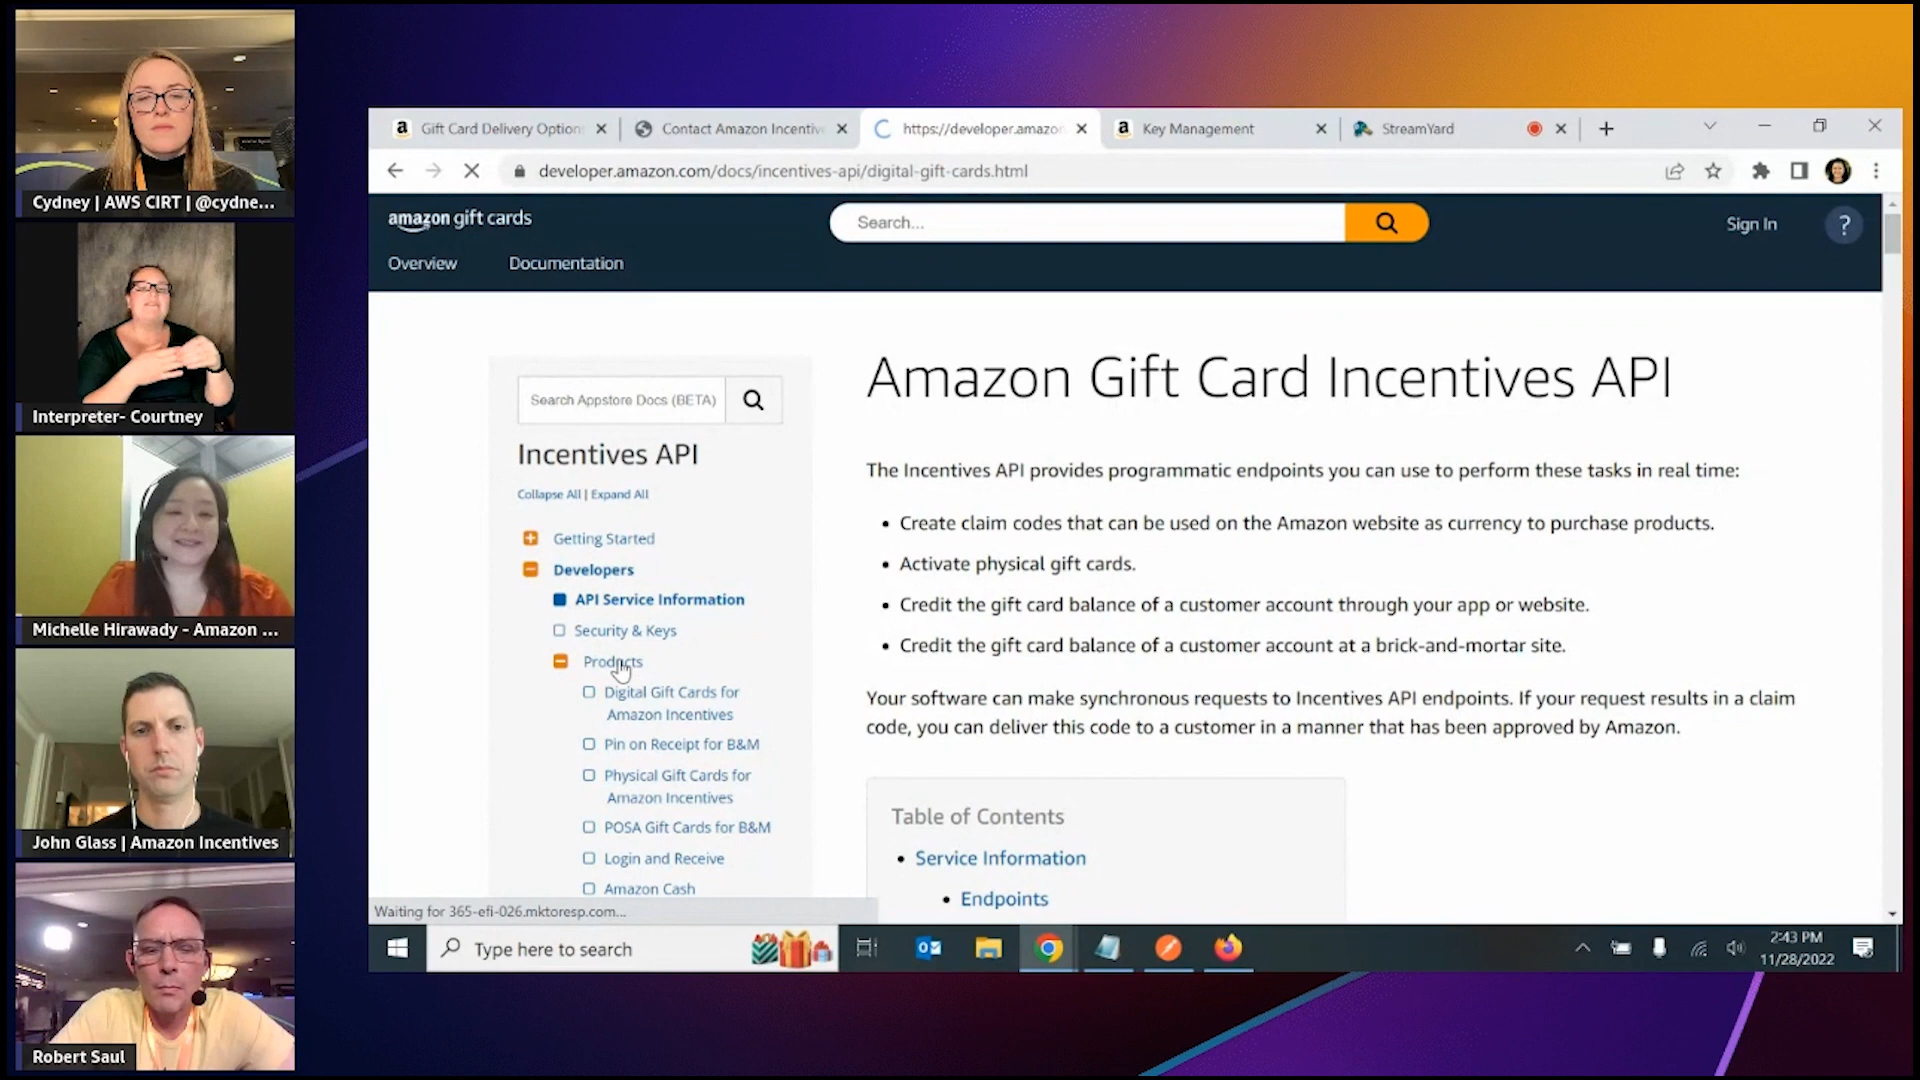 Cydney | AWS CIRT | @cydne...
Interpreter- Courtney
Michelle Hirawady - Amazon ...
John Glass | Amazon Incentives
Robert Saul
Gift Card Delivery Option
Contact Amazon Incentiv
https://developer.amazon
Key Management
StreamYard
developer.amazon.com/docs/incentives-api/digital-gift-cards.html
amazon gift cards
Search...
Sign In
?
Overview
Documentation
Search Appstore Docs (BETA)
Incentives API
Collapse All | Expand All
Getting Started
Developers
API Service Information
Security & Keys
Products
Digital Gift Cards for
Amazon Incentives
Pin on Receipt for B&M
Physical Gift Cards for
Amazon Incentives
POSA Gift Cards for B&M
Login and Receive
Amazon Cash
Amazon Gift Card Incentives API
The Incentives API provides programmatic endpoints you can use to perform these tasks in real time:
• Create claim codes that can be used on the Amazon website as currency to purchase products.
• Activate physical gift cards.
• Credit the gift card balance of a customer account through your app or website.
• Credit the gift card balance of a customer account at a brick-and-mortar site.
Your software can make synchronous requests to Incentives API endpoints. If your request results in a claim
code, you can deliver this code to a customer in a manner that has been approved by Amazon.
Table of Contents
• Service Information
• Endpoints
Waiting for 365-efi-026.mktoresp.com...
Type here to search
2:43 PM
11/28/2022